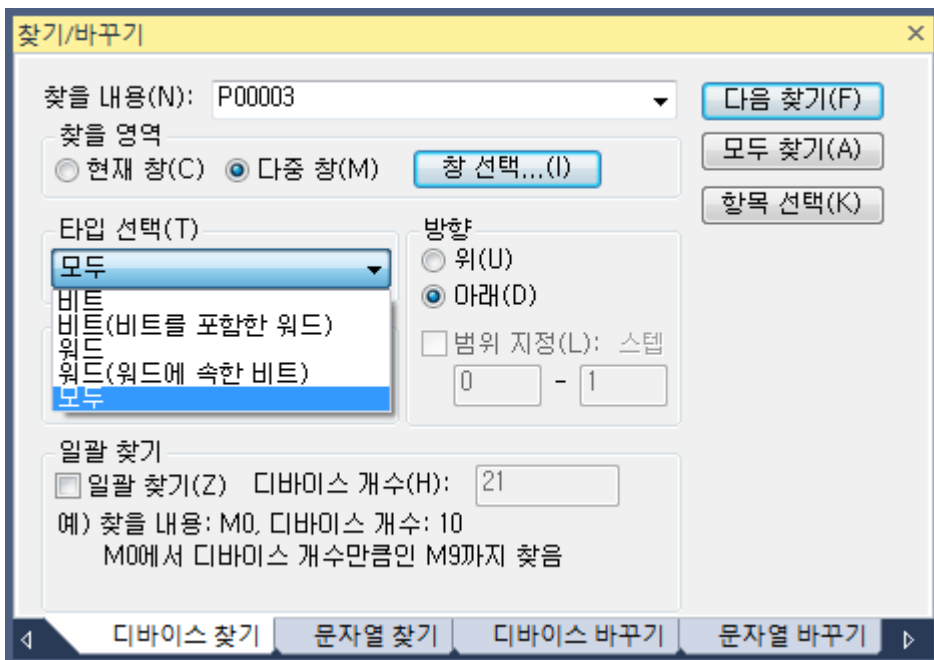 찾기/바꾸기
찾을 내용(N): P00003
다음 찾기(F)
찾을 영역
모두 찾기(A)
현재 창(C) 다중 창(M) 창 선택...(I)
항목 선택(K)
타입 선택(T)
모두
비트
비트(비트를 포함한 워드)
워드
워드(워드에 속한 비트)
모두
방향
위(U)
아래(D)
범위 지정(L): 스텝
0 - 1
일괄 찾기
일괄 찾기(Z) 디바이스 개수(H): 21
예) 찾을 내용: M0, 디바이스 개수: 10
M0에서 디바이스 개수만큼인 M9까지 찾음
디바이스 찾기 문자열 찾기 디바이스 바꾸기 문자열 바꾸기